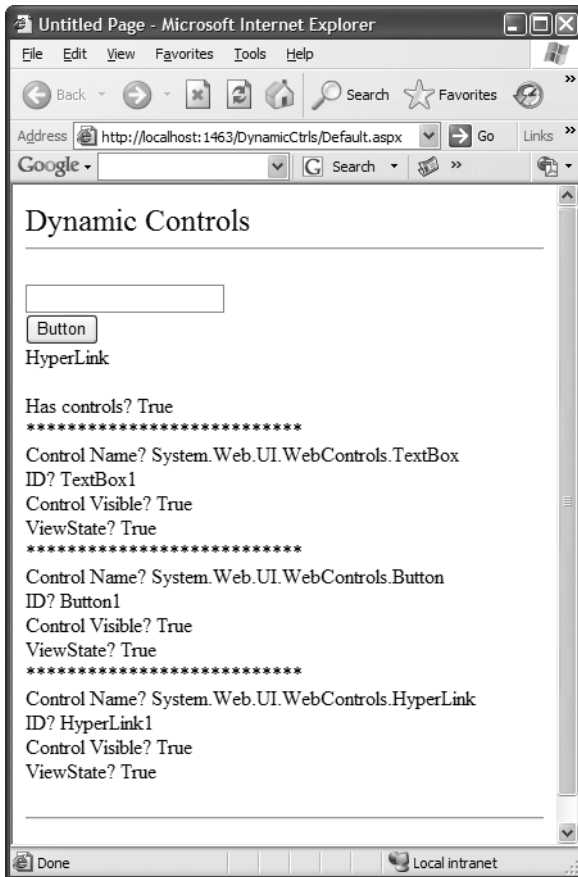 Untitled Page - Microsoft Internet Explorer
File Edit View Favorites Tools Help
Back Search Favorites »
Address http://localhost:1463/DynamicCtrls/Default.aspx Go Links »
Google G Search »
Dynamic Controls
Button
HyperLink
Has controls? True
***************************
Control Name? System.Web.UI.WebControls.TextBox
ID? TextBox1
Control Visible? True
ViewState? True
***************************
Control Name? System.Web.UI.WebControls.Button
ID? Button1
Control Visible? True
ViewState? True
***************************
Control Name? System.Web.UI.WebControls.HyperLink
ID? HyperLink1
Control Visible? True
ViewState? True
Done Local intranet